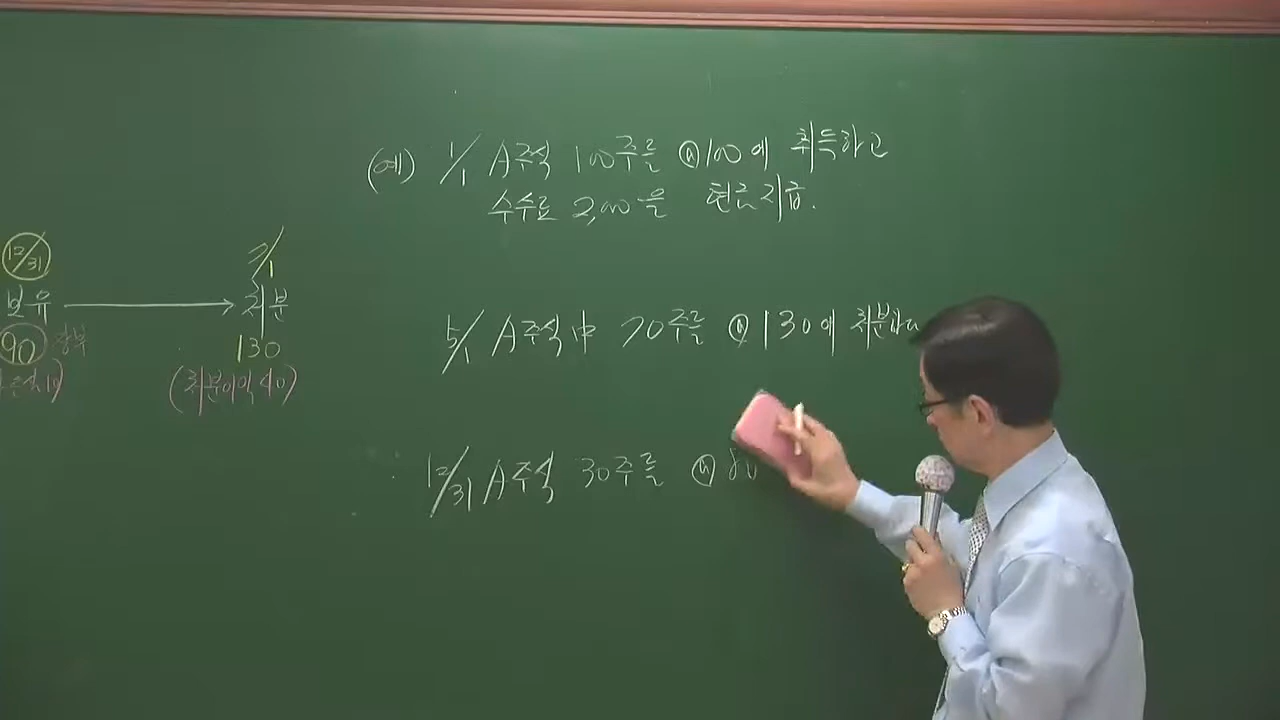 (예) 1/1 A주식 100주를 @100에 취득하고
수수료 2,000을 현금지급.
12/31
보유
90 장부
7/1
처분
130
(처분이익 40)
5/1 A주식中 70주를 @130에 처분하다
12/31 A주식 30주를 @80